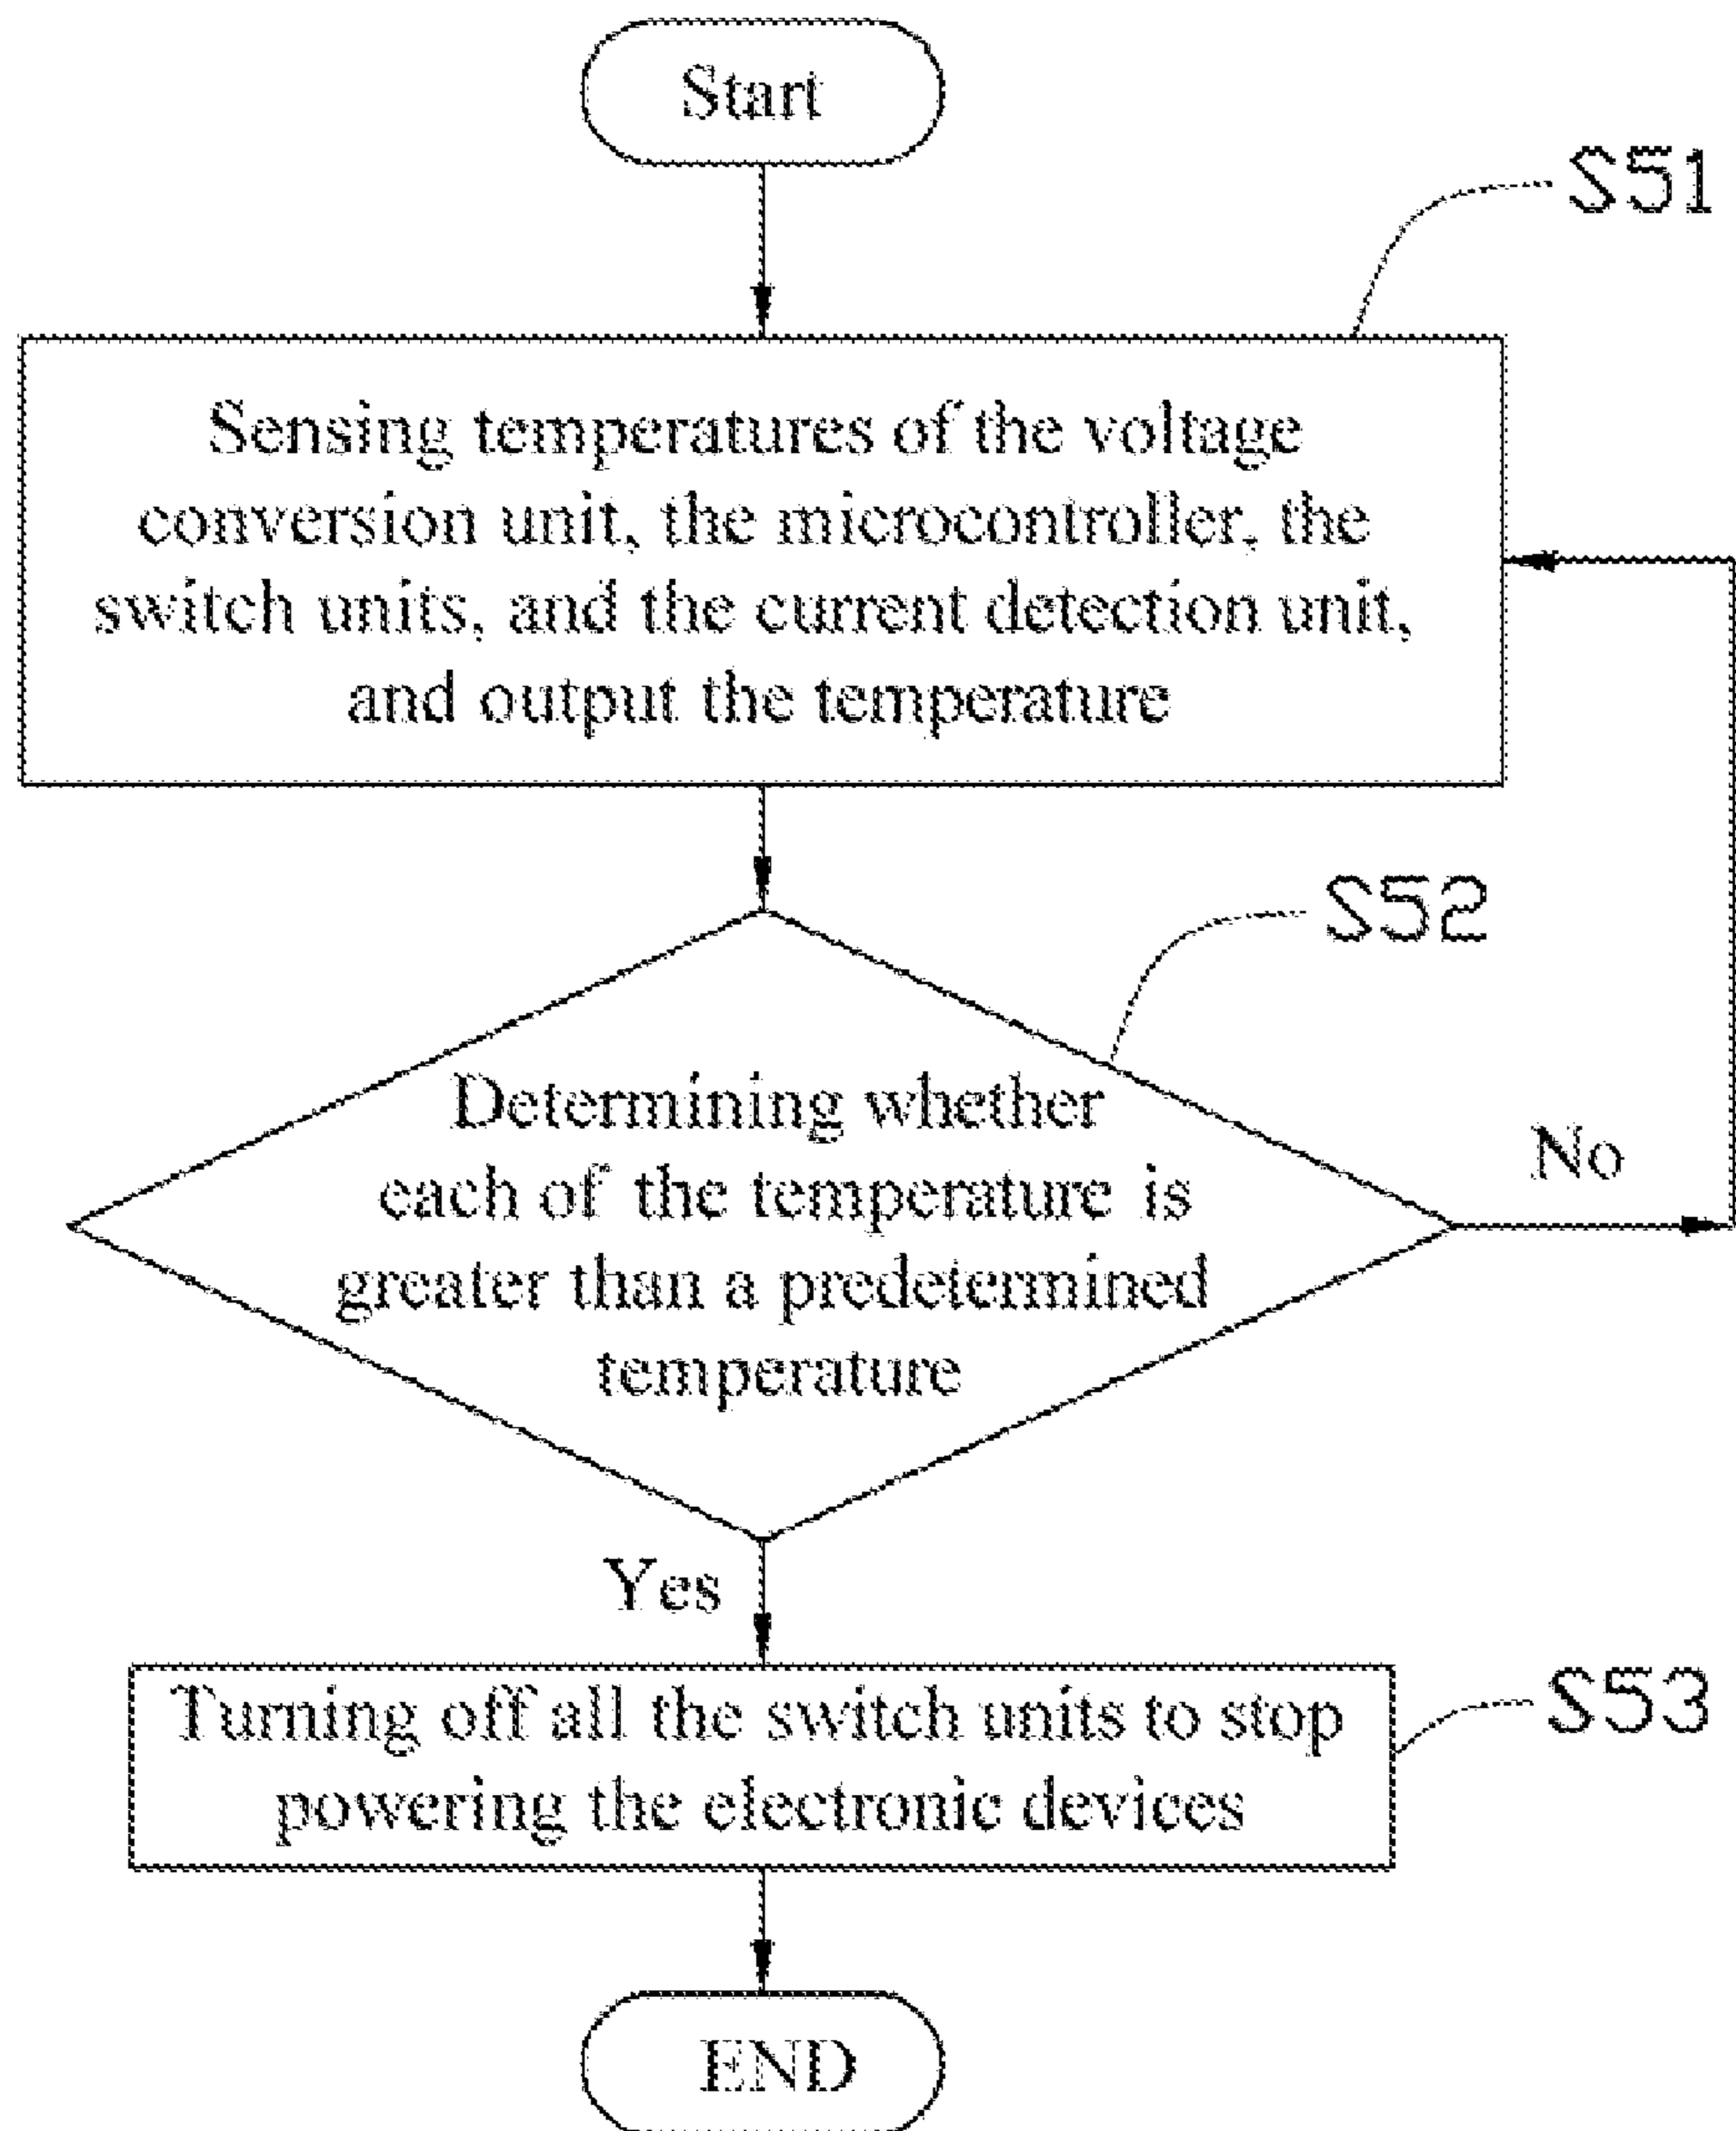 Start
S51
Sensing temperatures of the voltage
conversion unit, the microcontroller, the
switch units, and the current detection unit,
and output the temperature
S52
Determining whether
each of the temperature is
greater than a predetermined
temperature
No
Yes
Turning off all the switch units to stop
powering the electronic devices
S53
END